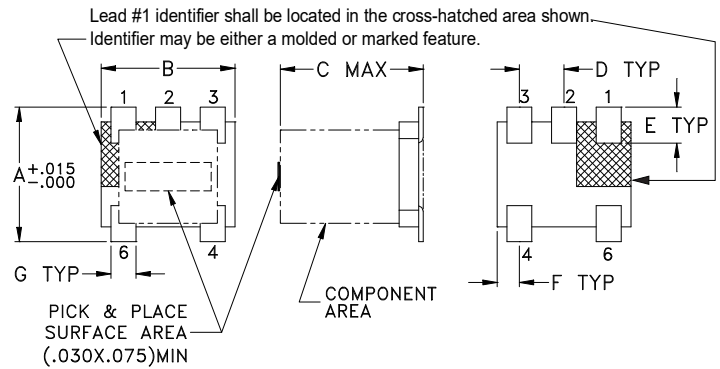 Lead #1 identifier shall be located in the cross-hatched area shown.
Identifier may be either a molded or marked feature.
B
C MAX
D TYP
1 2 3
3 2 1
E TYP
A +.015
-.000
6 4
4 6
G TYP
F TYP
COMPONENT
AREA
PICK & PLACE
SURFACE AREA
(.030X.075)MIN